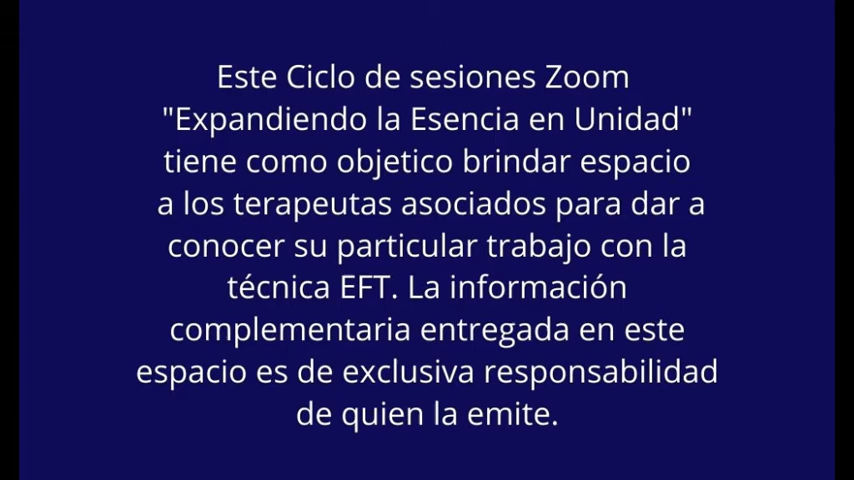 Este Ciclo de sesiones Zoom
"Expandiendo la Esencia en Unidad"
tiene como objetico brindar espacio
a los terapeutas asociados para dar a
conocer su particular trabajo con la
técnica EFT. La información
complementaria entregada en este
espacio es de exclusiva responsabilidad
de quien la emite.